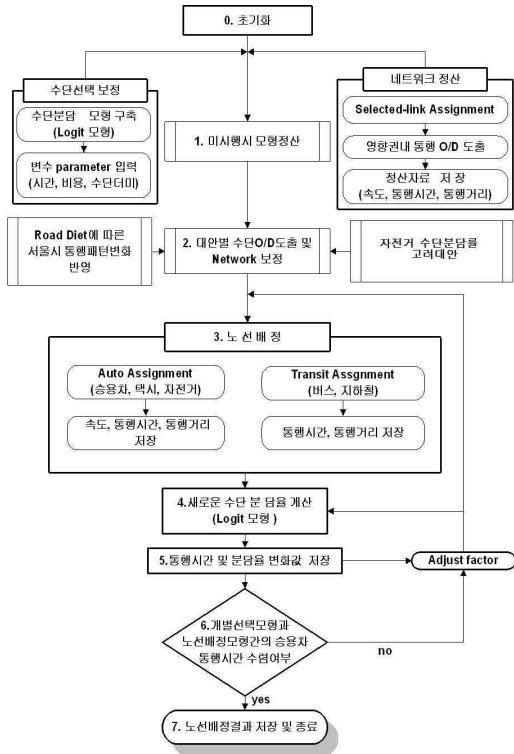 0. 초기화
수단선택 보정
수단분담 모형 구축
(Logit 모형)
변수 parameter 입력
(시간, 비용, 수단더미)
1. 미시행시 모형정산
네트워크 정산
Selected-link Assignment
영향권내 통행 O/D 도출
정산자료 저 장
(속도, 통행시간, 통행거리)
Road Diet에 따른
서울시 통행패턴변화
반영
2. 대안별 수단O/D도출 및
Network 보정
자전거 수단분담률
고려대안
3. 노 선 배 정
Auto Assignment
(승용차, 택시, 자전거)
속도, 통행시간, 통행거리
저장
Transit Assgnment
(버스, 지하철)
통행시간, 통행거리 저장
4.새로운 수단 분 담율 계산
(Logit 모형 )
5.통행시간 및 분담율 변화값 저장
Adjust factor
6.개별선택모형과
노선배정모형간의 승용차
통행시간 수렴여부
no
yes
7. 노선배정결과 저장 및 종료